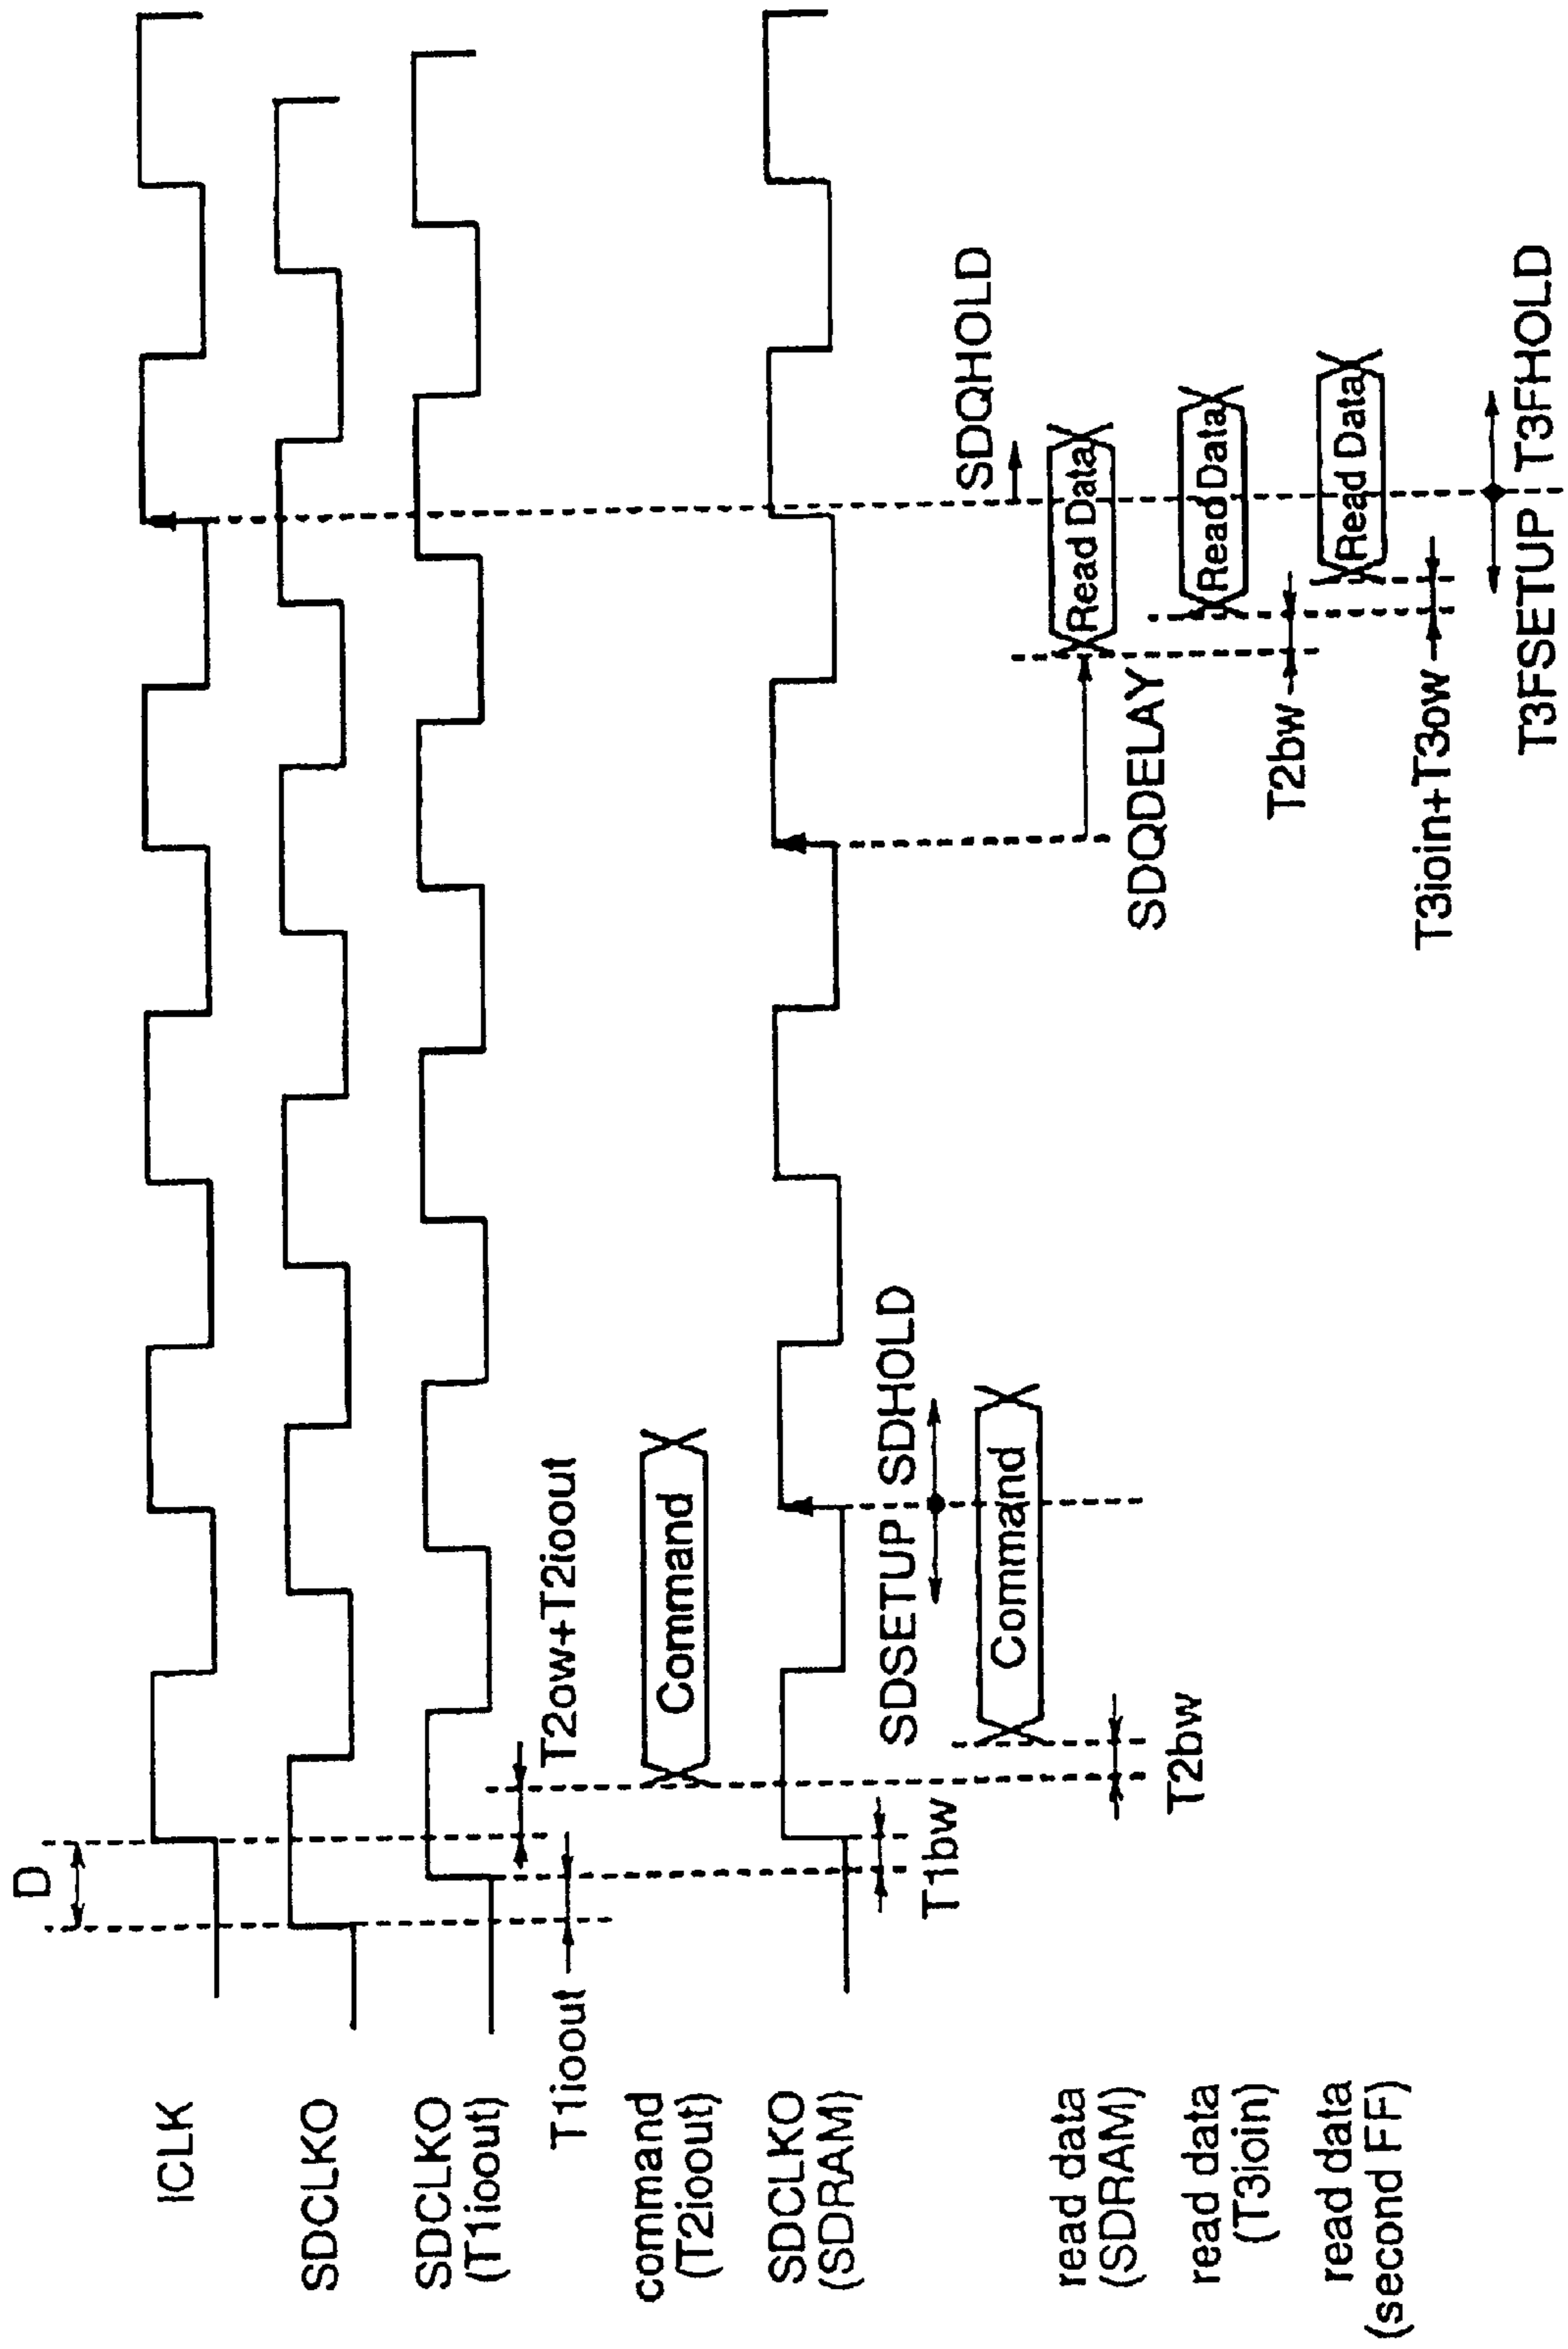 D
ICLK
SDCLKO
SDCLKO
(T1ioout)
T1ioout
T2ow+T2ioout
command
(T2ioout)
Command
SDCLKO
(SDRAM)
T1bw
SDSETUP SDHOLD
Command
T2bw
SDQHOLD
read data
(SDRAM)
Read Data
SDQDELAY
read data
(T3ioin)
Read Data
T2bw
read data
(second FF)
Read Data
T3ioin+T3ow
T3FSETUP T3FHOLD